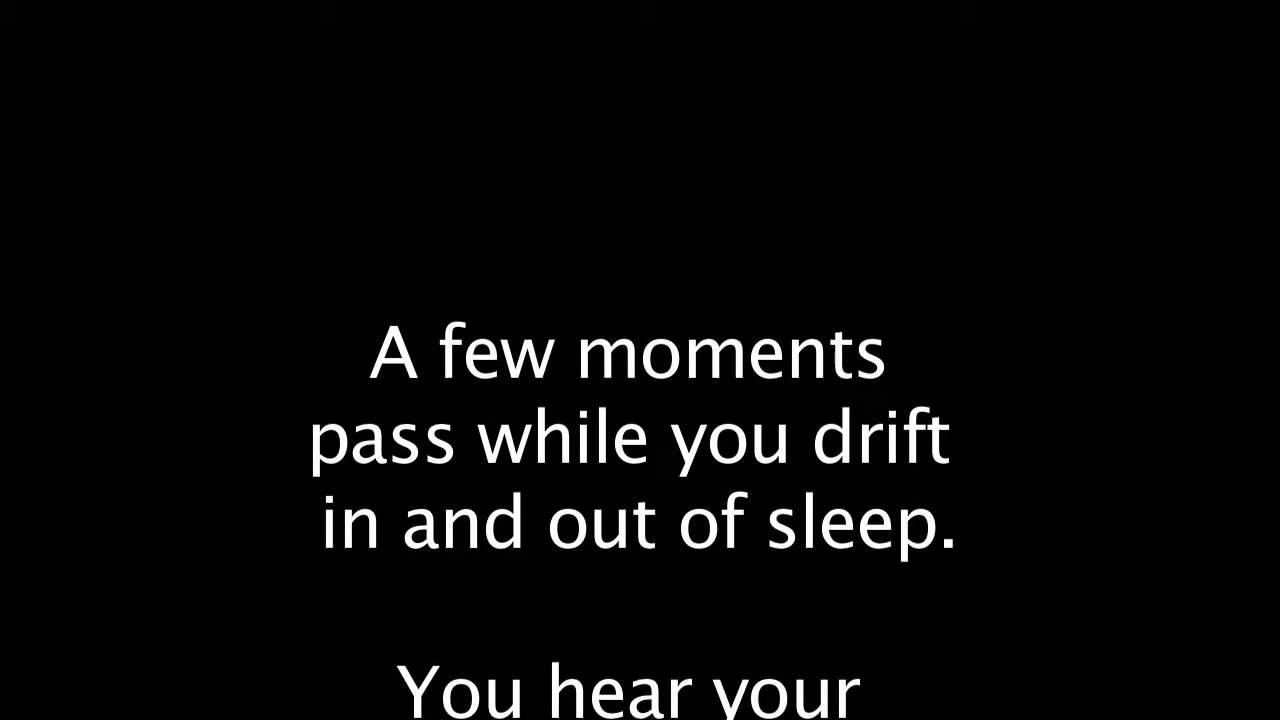 A few moments
pass while you drift
in and out of sleep.
You hear your